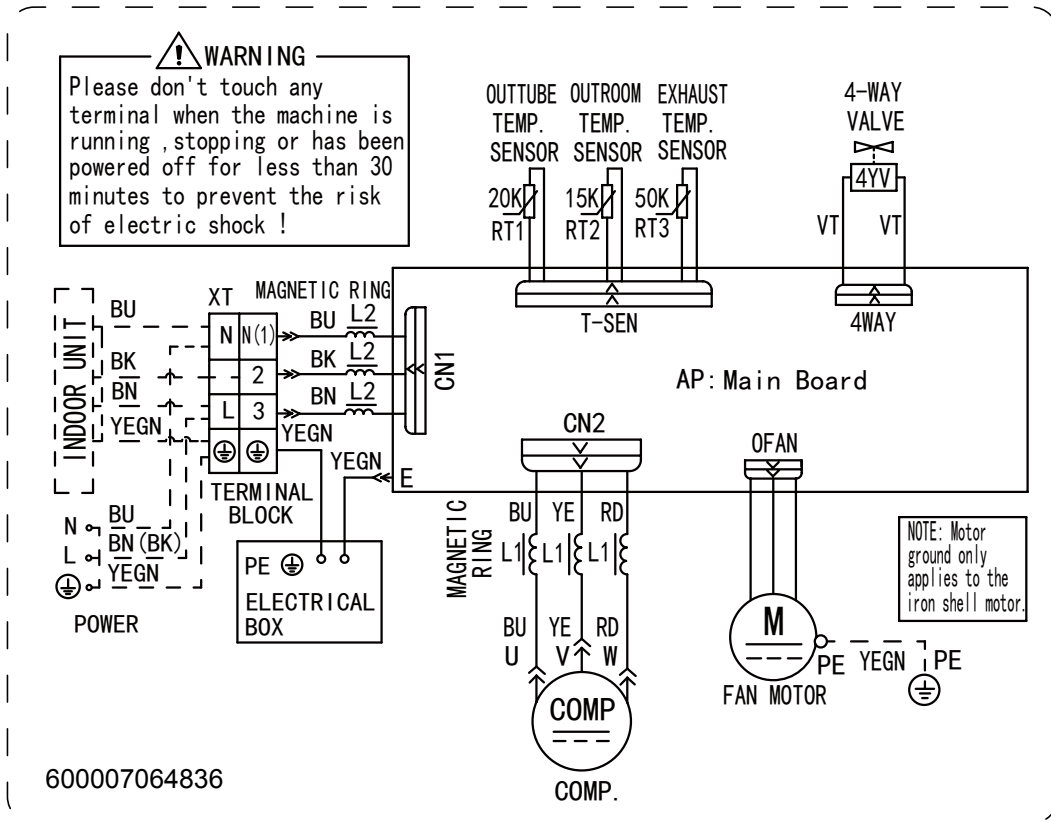 WARNING
Please don't touch any
terminal when the machine is
running ,stopping or has been
powered off for less than 30
minutes to prevent the risk
of electric shock !
OUTTUBE OUTROOM EXHAUST
TEMP. TEMP. TEMP.
SENSOR SENSOR SENSOR
20K 15K 50K
RT1 RT2 RT3
4-WAY
VALVE
4YV
VT VT
T-SEN
4WAY
INDOOR UNIT
BU
BK
BN
YEGN
XT
MAGNETIC RING
N N(1) BU L2
2 BK L2
L 3 BN L2
YEGN
CN1
AP: Main Board
YEGN
E
TERMINAL
BLOCK
N BU
L BN(BK)
YEGN
POWER
PE
ELECTRICAL
BOX
CN2
MAGNETIC
RING
BU YE RD
L1 L1 L1
BU YE RD
U V W
COMP
COMP.
OFAN
M
FAN MOTOR
PE YEGN PE
NOTE: Motor
ground only
applies to the
iron shell motor.
600007064836